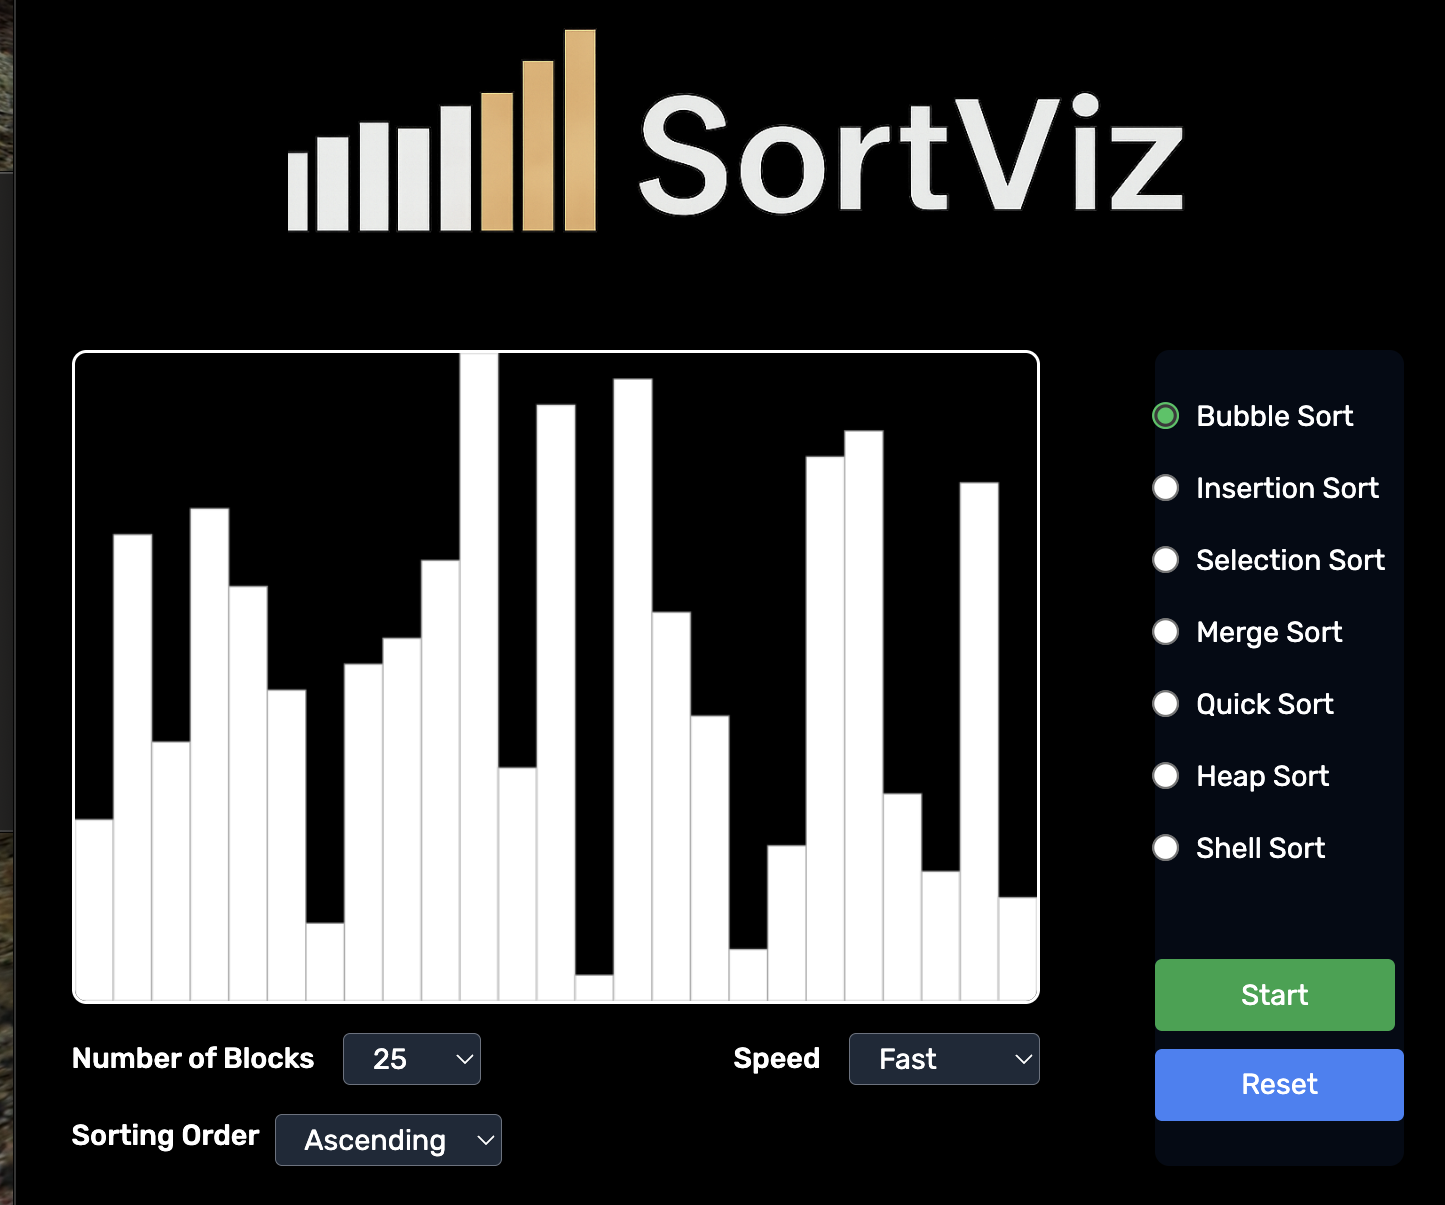 SortViz
Bubble Sort
Insertion Sort
Selection Sort
Merge Sort
Quick Sort
Heap Sort
Shell Sort
Start
Reset
Number of Blocks 25 Speed Fast
Sorting Order Ascending